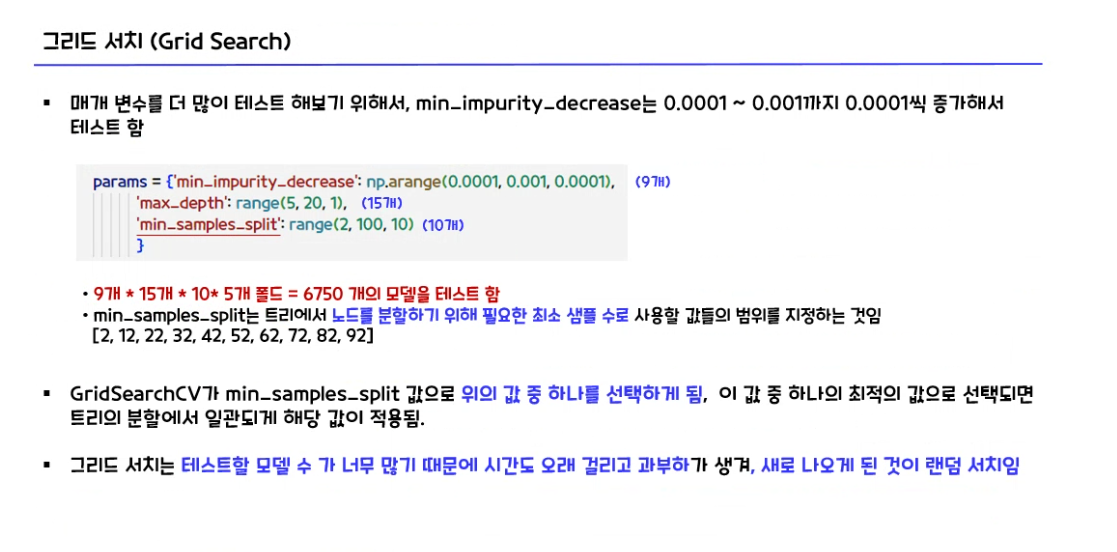 그리드 서치 (Grid Search)
▪ 매개 변수를 더 많이 테스트 해보기 위해서, min_impurity_decrease는 0.0001 ~ 0.001까지 0.0001씩 증가해서
테스트 함
params = {'min_impurity_decrease': np.arange(0.0001, 0.001, 0.0001), (9개)
'max_depth': range(5, 20, 1), (15개)
'min_samples_split': range(2, 100, 10) (10개)
}
• 9개 * 15개 * 10* 5개 폴드 = 6750 개의 모델을 테스트 함
• min_samples_split는 트리에서 노드를 분할하기 위해 필요한 최소 샘플 수로 사용할 값들의 범위를 지정하는 것임
[2, 12, 22, 32, 42, 52, 62, 72, 82, 92]
▪ GridSearchCV가 min_samples_split 값으로 위의 값 중 하나를 선택하게 됨, 이 값 중 하나의 최적의 값으로 선택되면
트리의 분할에서 일관되게 해당 값이 적용됨.
▪ 그리드 서치는 테스트할 모델 수 가 너무 많기 때문에 시간도 오래 걸리고 과부하가 생겨, 새로 나오게 된 것이 랜덤 서치임